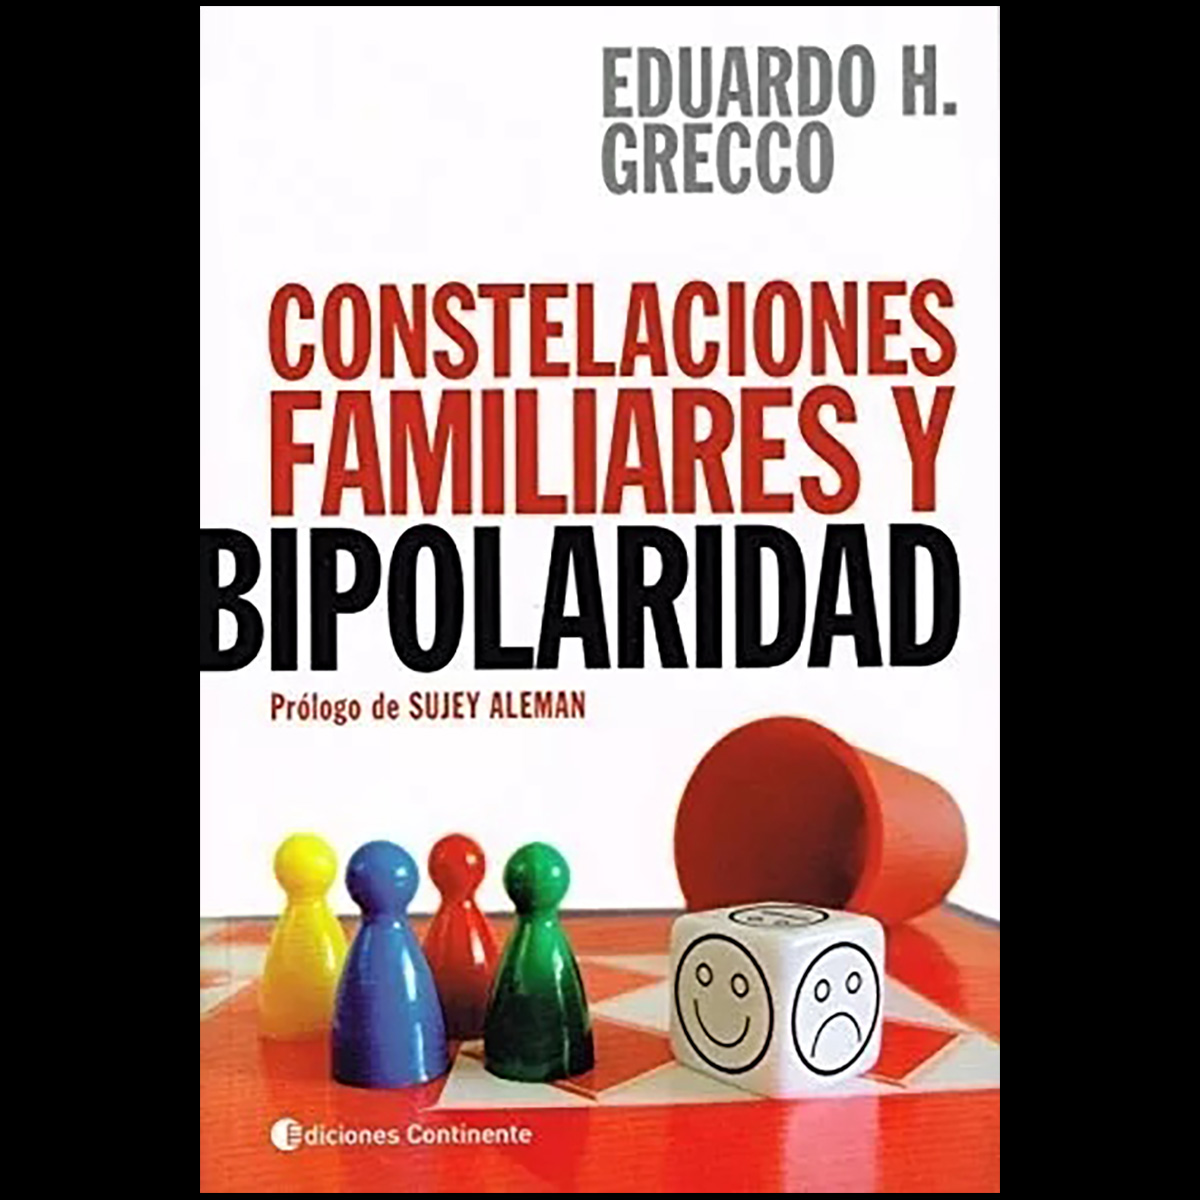 EDUARDO H.
GRECCO
CONSTELACIONES
FAMILIARES Y
BIPOLARIDAD
Prólogo de SUJEY ALEMAN
Ediciones Continente